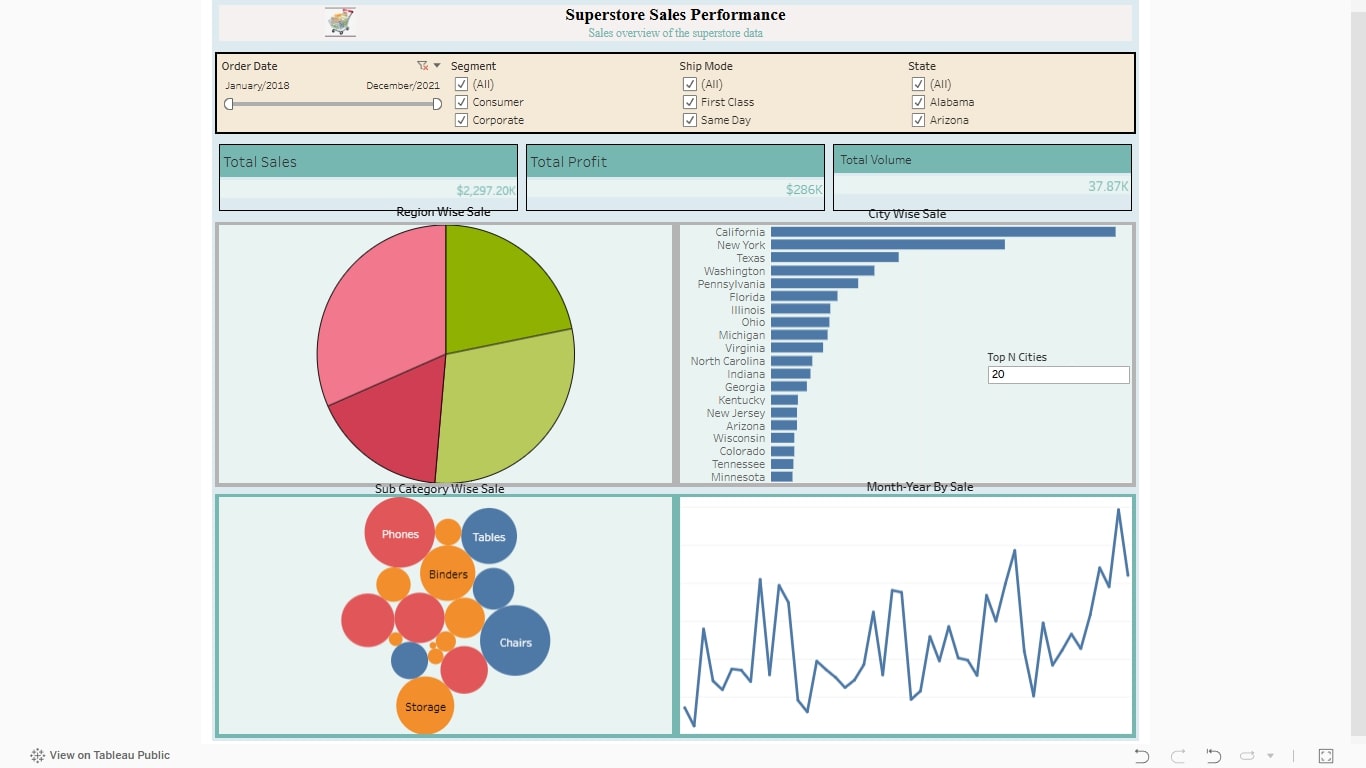 Superstore Sales Performance
Sales overview of the superstore data
Order Date
January/2018 December/2021
Segment
(All)
Consumer
Corporate
Ship Mode
(All)
First Class
Same Day
State
(All)
Alabama
Arizona
Total Sales
$2,297.20K
Total Profit
$286K
Total Volume
37.87K
Region Wise Sale
City Wise Sale
California
New York
Texas
Washington
Pennsylvania
Florida
Illinois
Ohio
Michigan
Virginia
North Carolina
Indiana
Georgia
Kentucky
New Jersey
Arizona
Wisconsin
Colorado
Tennessee
Minnesota
Top N Cities
20
Sub Category Wise Sale
Phones
Tables
Binders
Chairs
Storage
Month-Year By Sale
View on Tableau Public